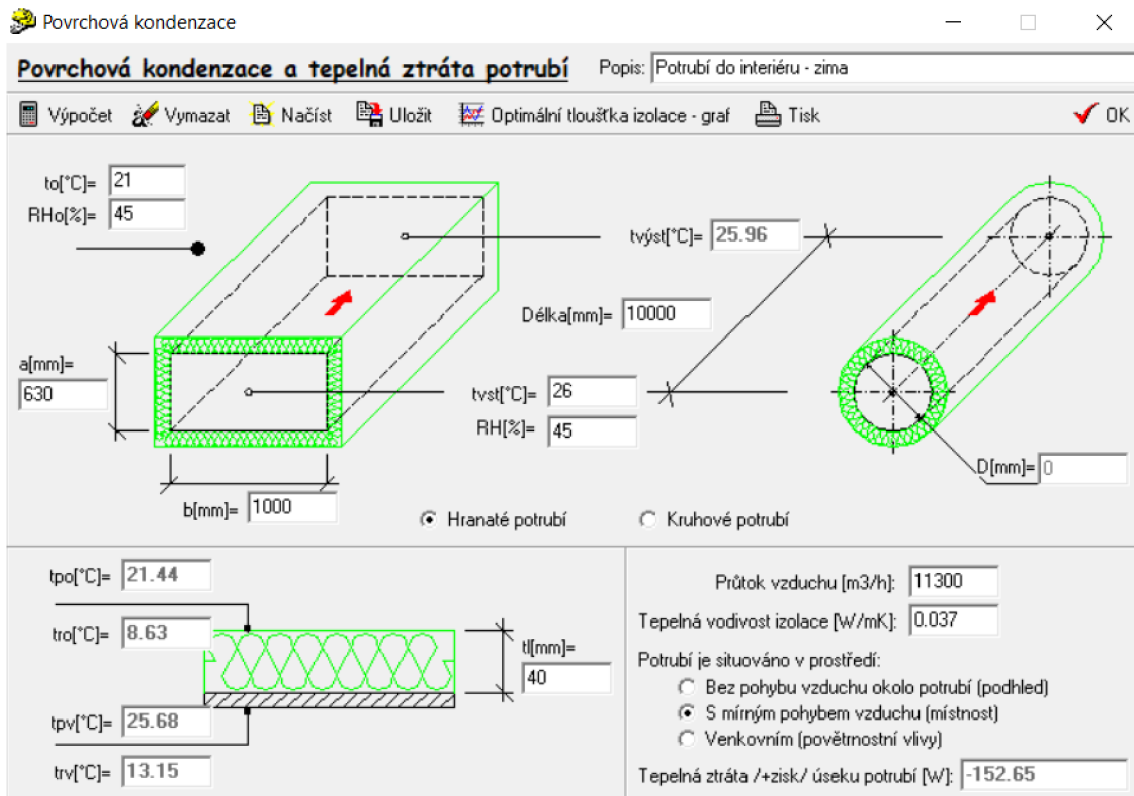 Povrchová kondenzace
Povrchová kondenzace a tepelná ztráta potrubí Popis: Potrubí do interiéru - zima
Výpočet Vymazat Načíst Uložit Optimální tloušťka izolace - graf Tisk OK
to[°C]= 21
RHo[%]= 45
tvýst[°C]= 25.96
Délka[mm]= 10000
a[mm]=
630
tvst[°C]= 26
RH[%]= 45
D[mm]= 0
b[mm]= 1000
Hranaté potrubí Kruhové potrubí
tpo[°C]= 21.44
tro[°C]= 8.63
tl[mm]=
40
tpv[°C]= 25.68
trv[°C]= 13.15
Průtok vzduchu [m3/h]: 11300
Tepelná vodivost izolace [W/mK]: 0.037
Potrubí je situováno v prostředí:
Bez pohybu vzduchu okolo potrubí (podhled)
S mírným pohybem vzduchu (místnost)
Venkovním (povětrnostní vlivy)
Tepelná ztráta /+zisk/ úseku potrubí [W]: -152.65